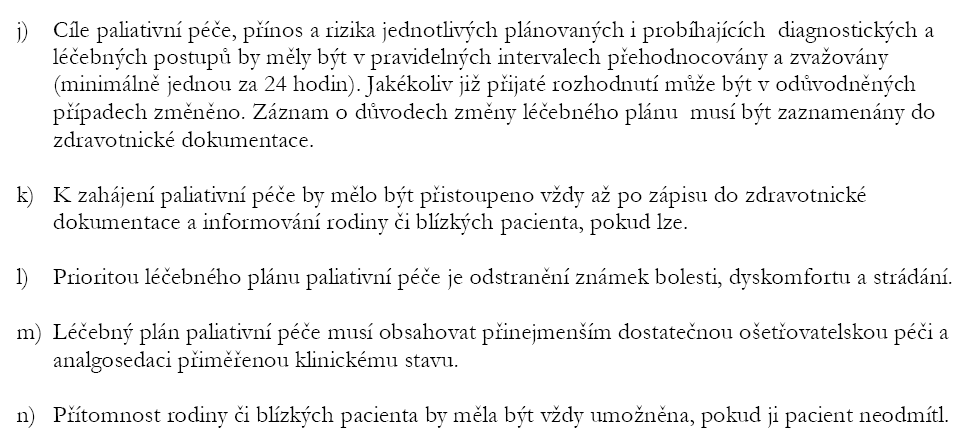 j) Cíle paliativní péče, přínos a rizika jednotlivých plánovaných i probíhajících diagnostických a
léčebných postupů by měly být v pravidelných intervalech přehodnocovány a zvažovány
(minimálně jednou za 24 hodin). Jakékoliv již přijaté rozhodnutí může být v odůvodněných
případech změněno. Záznam o důvodech změny léčebného plánu musí být zaznamenány do
zdravotnické dokumentace.
k) K zahájení paliativní péče by mělo být přistoupeno vždy až po zápisu do zdravotnické
dokumentace a informování rodiny či blízkých pacienta, pokud lze.
l) Prioritou léčebného plánu paliativní péče je odstranění známek bolesti, dyskomfortu a strádání.
m) Léčebný plán paliativní péče musí obsahovat přinejmenším dostatečnou ošetřovatelskou péči a
analgosedaci přiměřenou klinickému stavu.
n) Přítomnost rodiny či blízkých pacienta by měla být vždy umožněna, pokud ji pacient neodmítl.